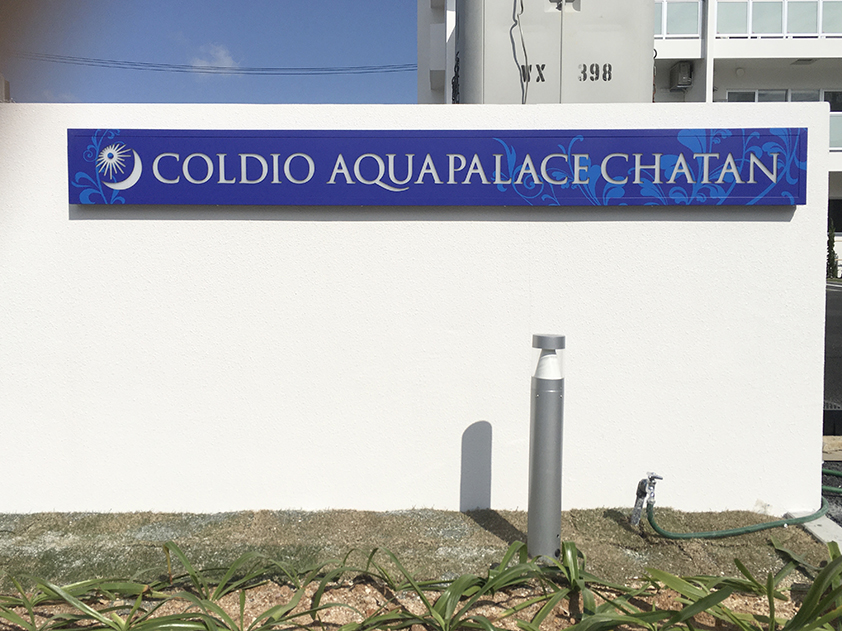 WX 398
COLDIO AQUAPALACE CHATAN